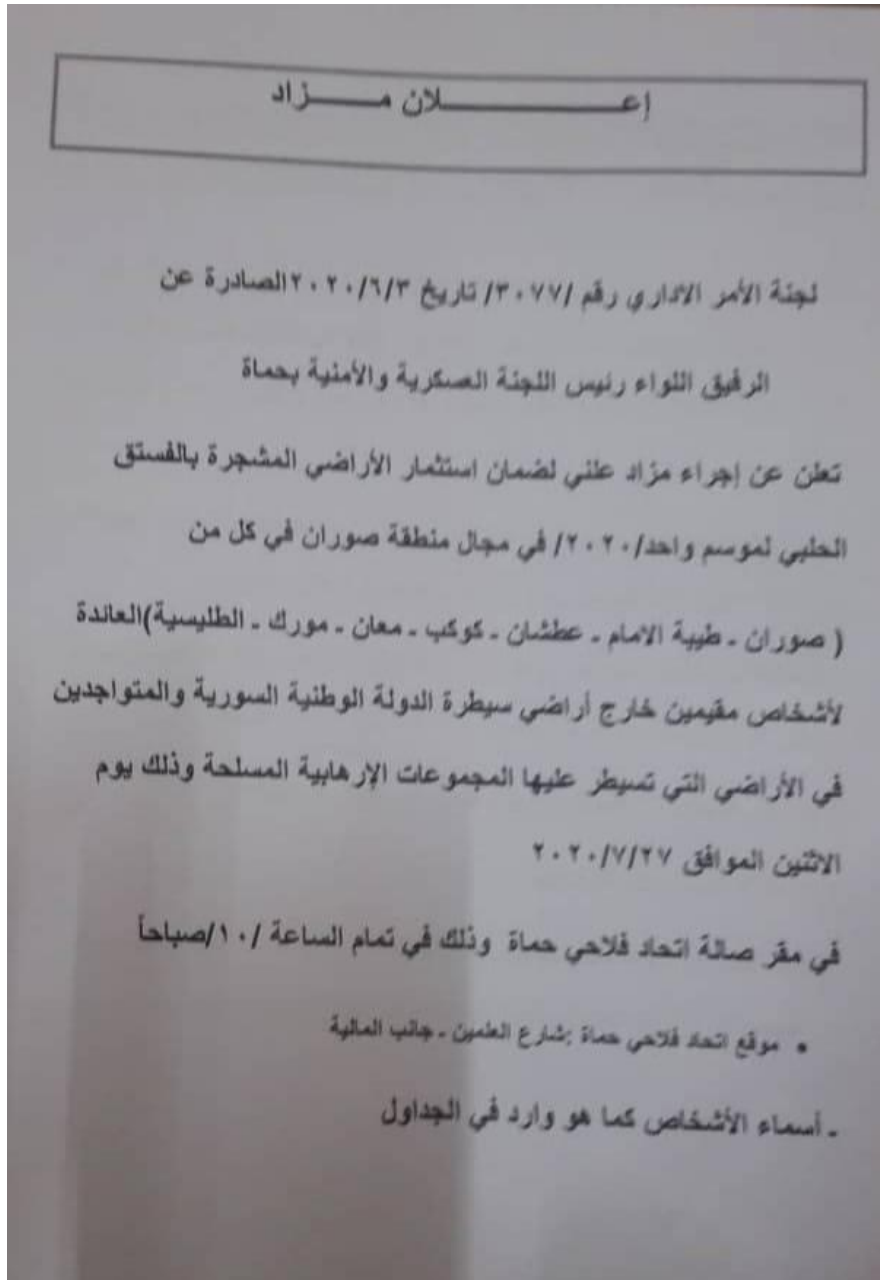 إعـــــــــلان مـــــزاد
لجنة الأمر الاداري رقم /٣٠٧٧/ تاريخ ٢٠٢٠/٦/٣ الصادرة عن
الرفيق اللواء رئيس اللجنة العسكرية والأمنية بحماة
تعلن عن إجراء مزاد علني لضمان استثمار الأراضي المشجرة بالفستق
الحلبي لموسم واحد/٢٠٢٠/ في مجال منطقة صوران في كل من
( صوران ـ طيبة الامام ـ عطشان ـ كوكب ـ معان ـ مورك ـ الطليسية)العائدة
لأشخاص مقيمين خارج أراضي سيطرة الدولة الوطنية السورية والمتواجدين
في الأراضي التي تسيطر عليها المجموعات الإرهابية المسلحة وذلك يوم
الاثنين الموافق ٢٠٢٠/٧/٢٧
في مقر صالة اتحاد فلاحي حماة وذلك في تمام الساعة /١٠/صباحاً
• موقع اتحاد فلاحي حماة :شارع العلمين ـ جانب المالية
ـ أسماء الأشخاص كما هو وارد في الجداول